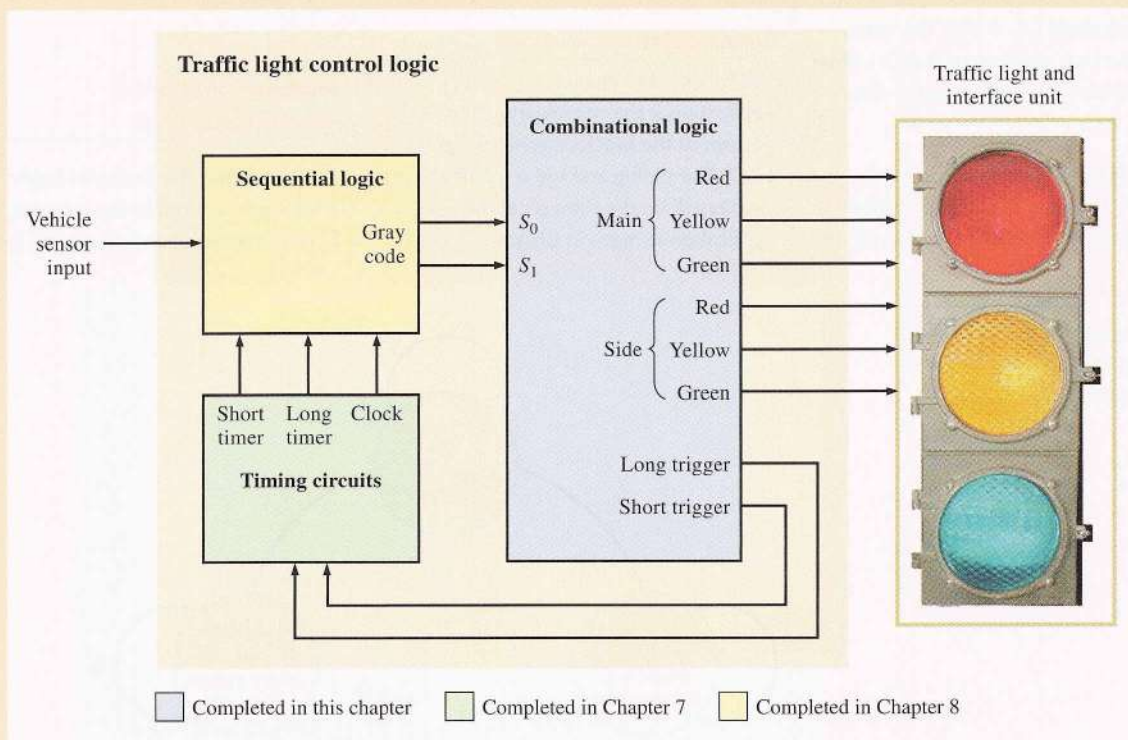 Traffic light control logic
Traffic light and
interface unit
Combinational logic
Sequential logic
Vehicle
sensor
input
Gray
code
S0
S1
Main
Red
Yellow
Green
Side
Red
Yellow
Green
Short
timer
Long
timer
Clock
Timing circuits
Long trigger
Short trigger
Completed in this chapter
Completed in Chapter 7
Completed in Chapter 8